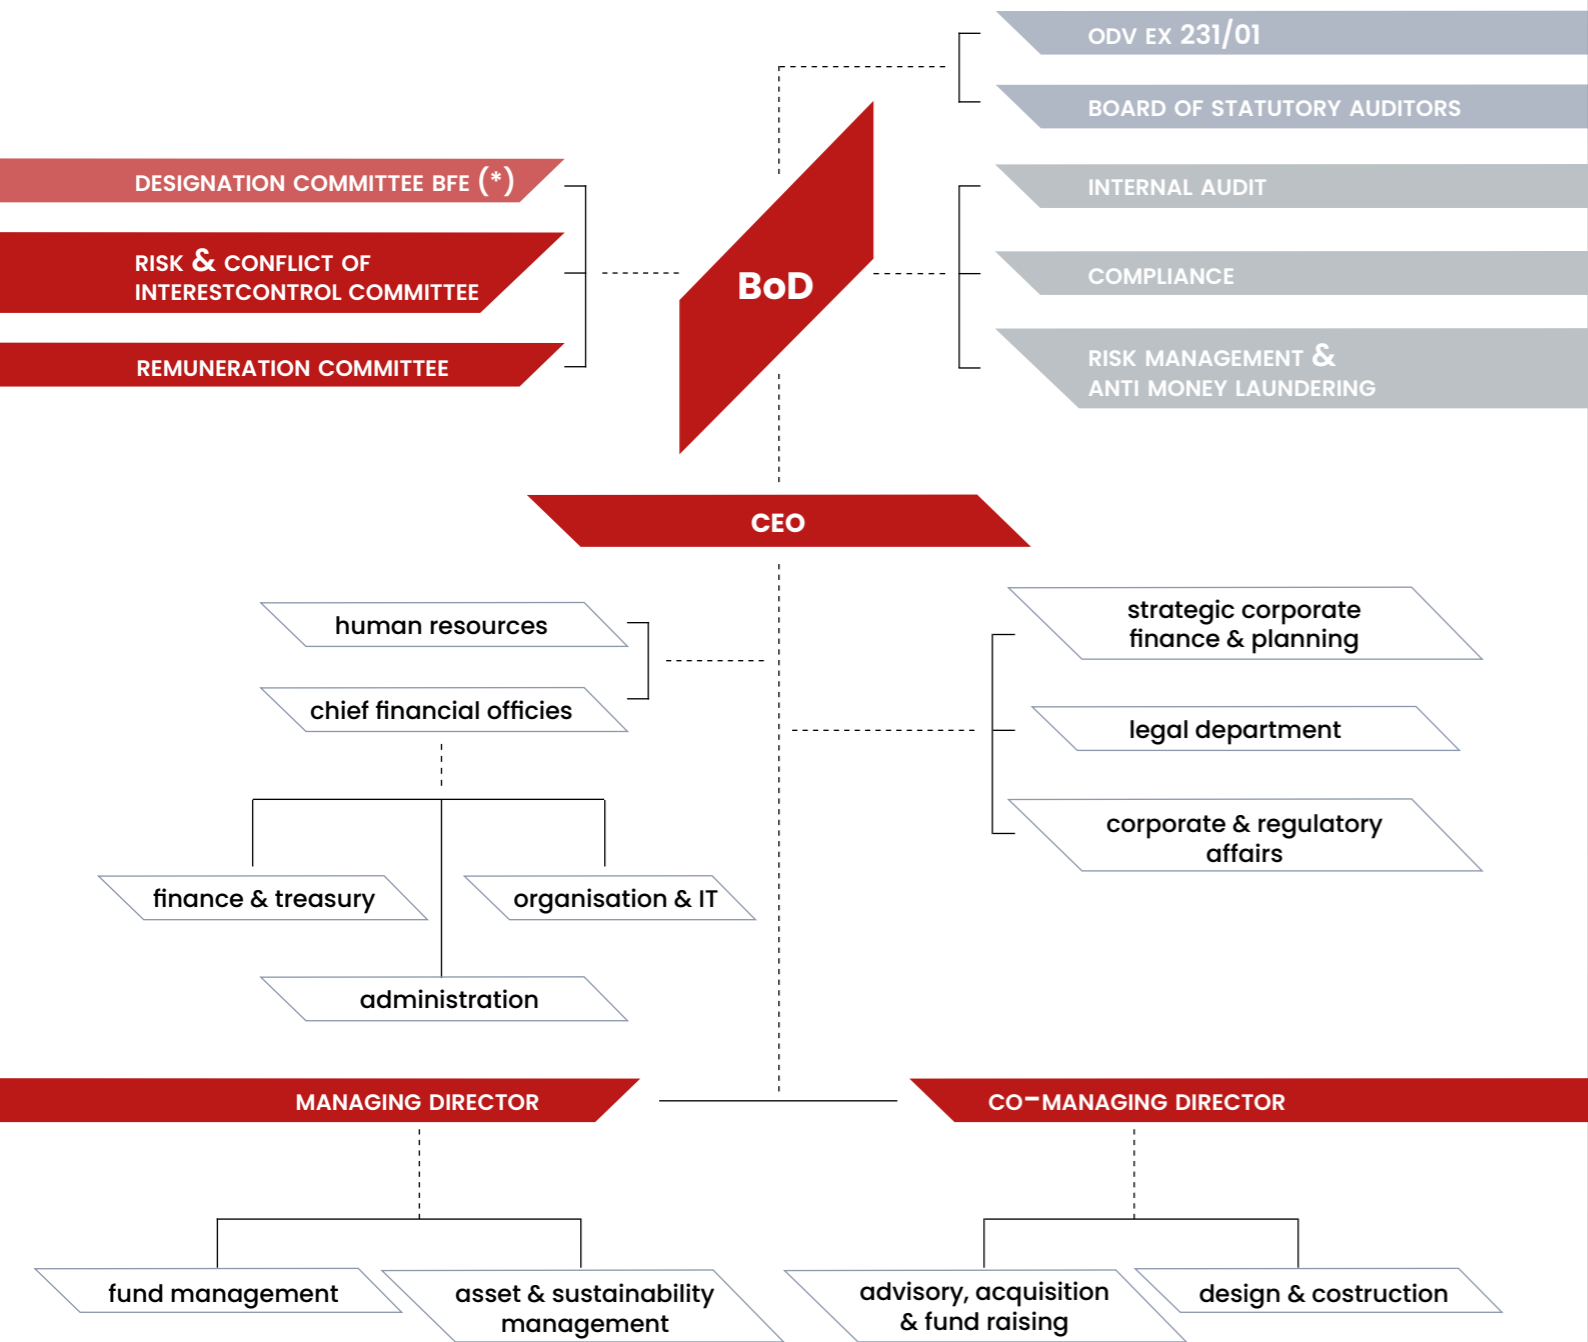 ODV EX 231/01
BOARD OF STATUTORY AUDITORS
DESIGNATION COMMITTEE BFE (*)
RISK & CONFLICT OF
INTERESTCONTROL COMMITTEE
REMUNERATION COMMITTEE
BoD
INTERNAL AUDIT
COMPLIANCE
RISK MANAGEMENT &
ANTI MONEY LAUNDERING
CEO
human resources
chief financial officies
strategic corporate
finance & planning
legal department
corporate & regulatory
affairs
finance & treasury
organisation & IT
administration
MANAGING DIRECTOR
CO-MANAGING DIRECTOR
fund management
asset & sustainability
management
advisory, acquisition
& fund raising
design & costruction